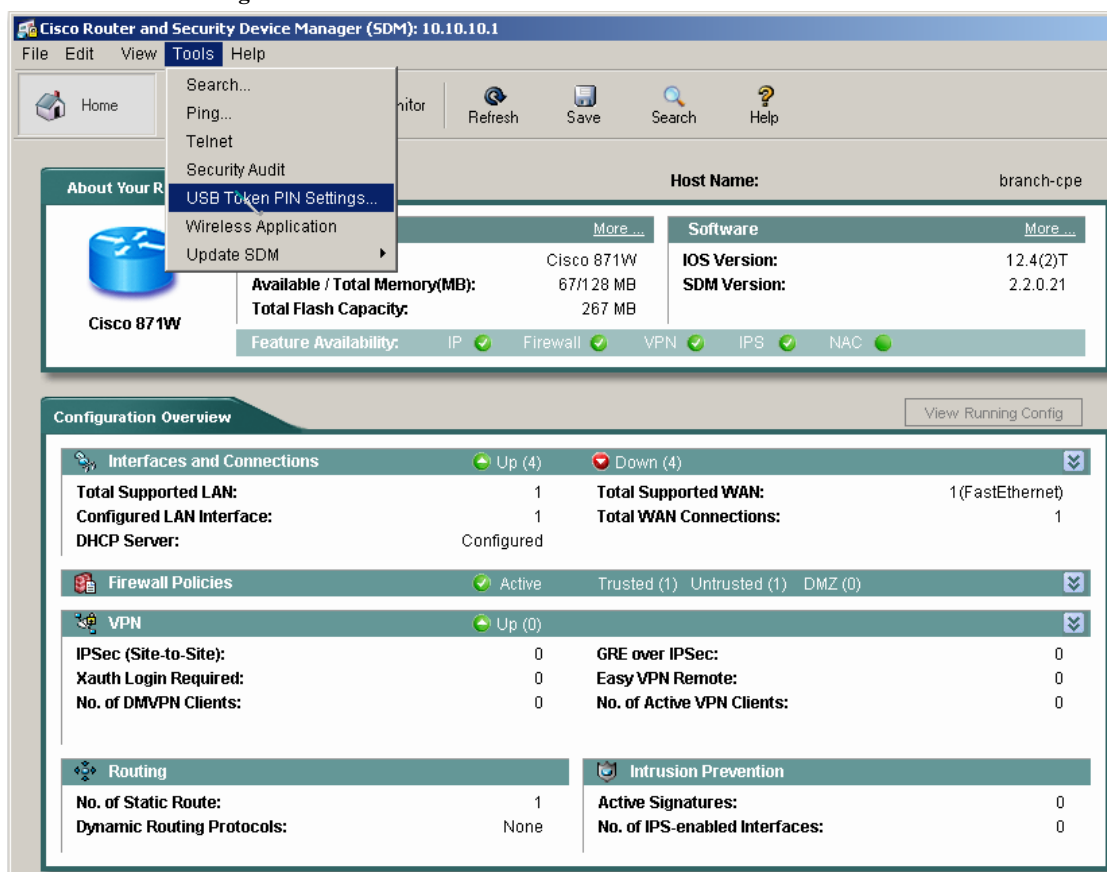 Cisco Router and Security Device Manager (SDM): 10.10.10.1
File Edit View Tools Help
Home
Refresh Save Search Help
Search...
Ping...
Telnet
Security Audit
USB Token PIN Settings...
Wireless Application
Update SDM
About Your R
Host Name: branch-cpe
Cisco 871W
More ...
Cisco 871W
Available / Total Memory(MB): 67/128 MB
Total Flash Capacity: 267 MB
Software More ...
IOS Version: 12.4(2)T
SDM Version: 2.2.0.21
Feature Availability: IP Firewall VPN IPS NAC
Configuration Overview View Running Config
Interfaces and Connections Up (4) Down (4)
Total Supported LAN: 1 Total Supported WAN: 1(FastEthernet)
Configured LAN Interface: 1 Total WAN Connections: 1
DHCP Server: Configured
Firewall Policies Active Trusted (1) Untrusted (1) DMZ (0)
VPN Up (0)
IPSec (Site-to-Site): 0 GRE over IPSec: 0
Xauth Login Required: 0 Easy VPN Remote: 0
No. of DMVPN Clients: 0 No. of Active VPN Clients: 0
Routing
No. of Static Route: 1
Dynamic Routing Protocols: None
Intrusion Prevention
Active Signatures: 0
No. of IPS-enabled Interfaces: 0